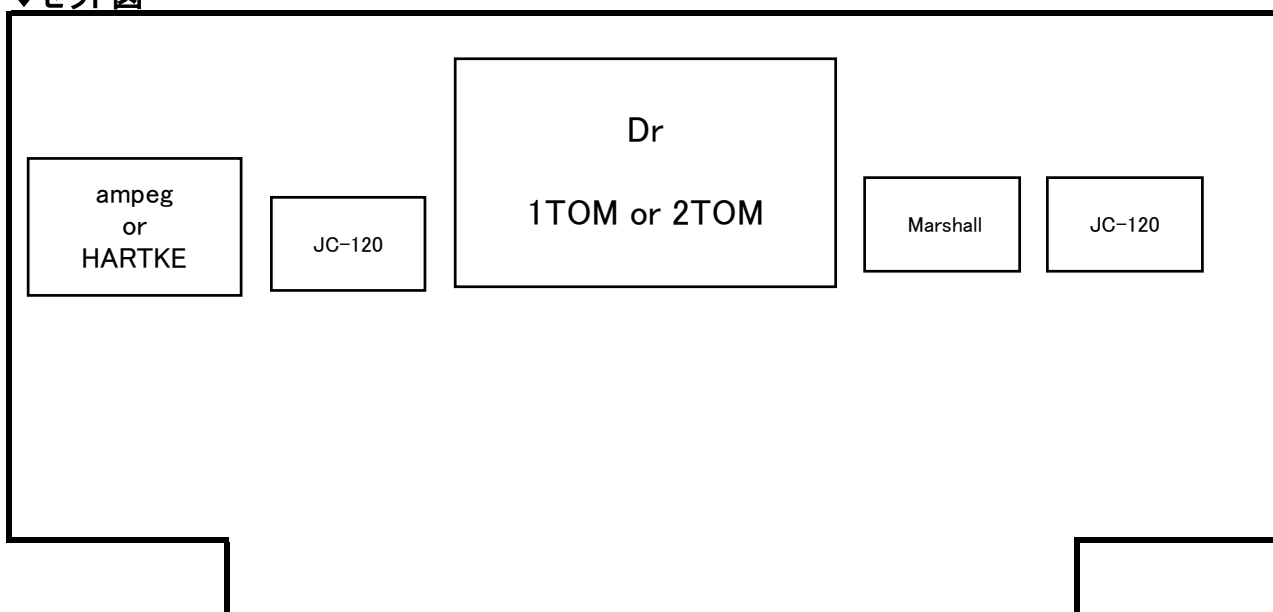 ▼セット図
Dr
1TOM or 2TOM
ampeg
or
HARTKE
JC-120
Marshall
JC-120